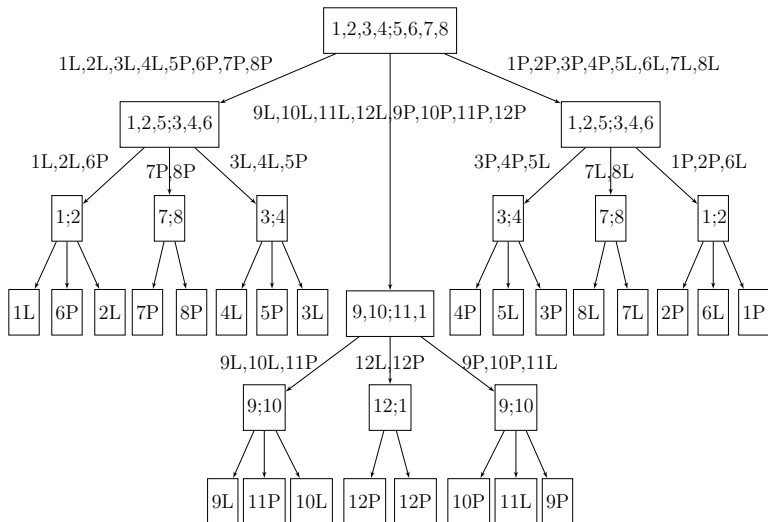 1,2,3,4;5,6,7,8
1L,2L,3L,4L,5P,6P,7P,8P
1P,2P,3P,4P,5L,6L,7L,8L
9L,10L,11L,12L,9P,10P,11P,12P
1,2,5;3,4,6
1,2,5;3,4,6
1L,2L,6P
7P,8P
3L,4L,5P
3P,4P,5L
7L,8L
1P,2P,6L
1;2
7;8
3;4
3;4
7;8
1;2
1L
6P
2L
7P
8P
4L
5P
3L
9,10;11,1
4P
5L
3P
8L
7L
2P
6L
1P
9L,10L,11P
12L,12P
9P,10P,11L
9;10
12;1
9;10
9L
11P
10L
12P
12P
10P
11L
9P